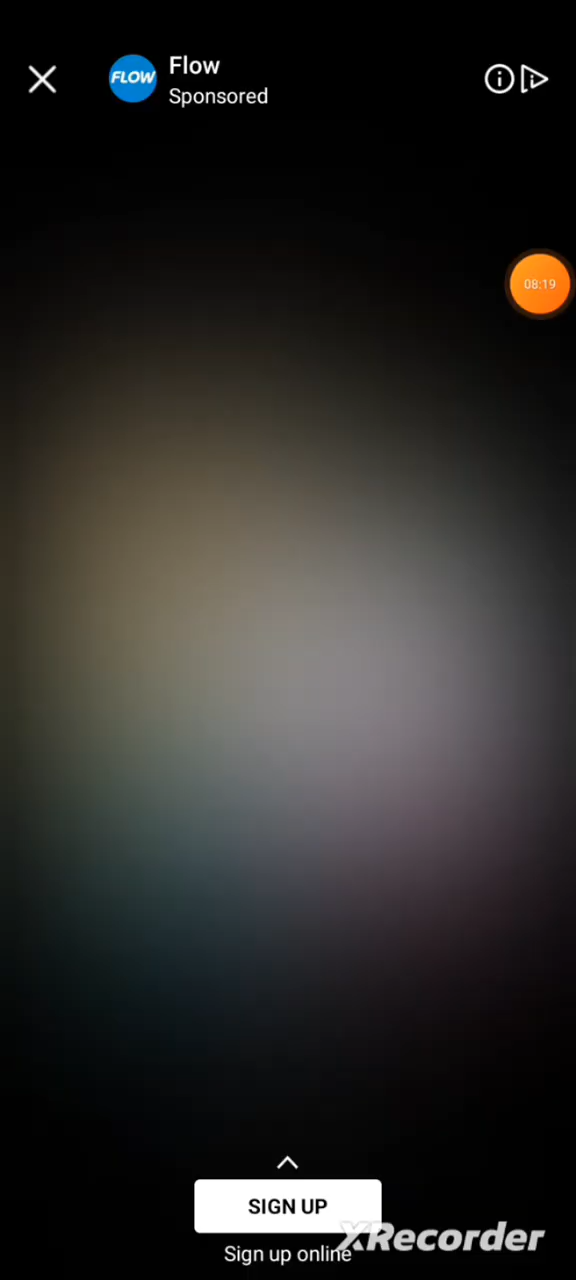 Flow
FLOW
Sponsored
08:19
SIGN UP
Sign up online
XRecorder